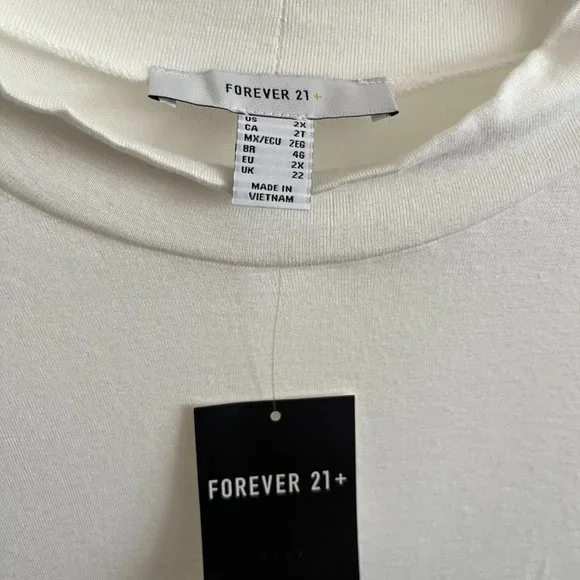 FOREVER 21+
US 2X
CA 2T
MX/ECU 2EG
BR 46
EU 2X
UK 22
MADE IN
VIETNAM
FOREVER 21+